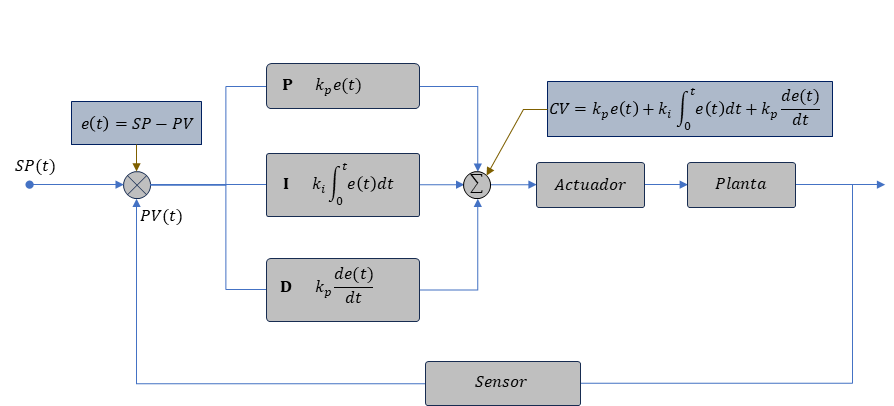 P k_p e(t)
CV = k_p e(t) + k_i ∫_0^t e(t)dt + k_p de(t)/dt
e(t) = SP − PV
SP(t)
I k_i ∫_0^t e(t)dt
Σ
Actuador
Planta
PV(t)
D k_p de(t)/dt
Sensor